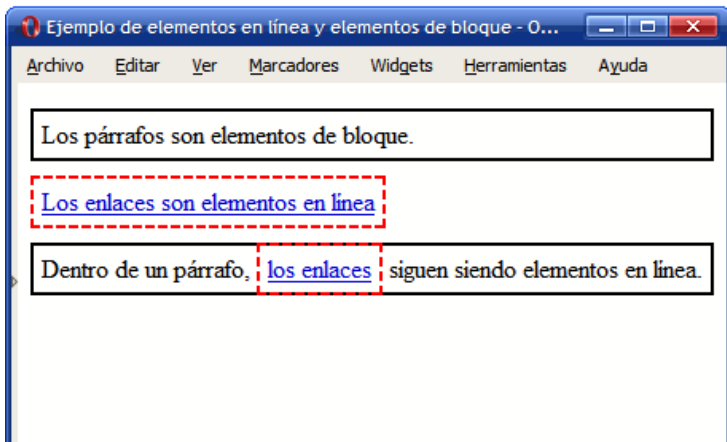 Ejemplo de elementos en línea y elementos de bloque - O...
Archivo Editar Ver Marcadores Widgets Herramientas Ayuda
Los párrafos son elementos de bloque.
Los enlaces son elementos en línea
Dentro de un párrafo, los enlaces siguen siendo elementos en línea.